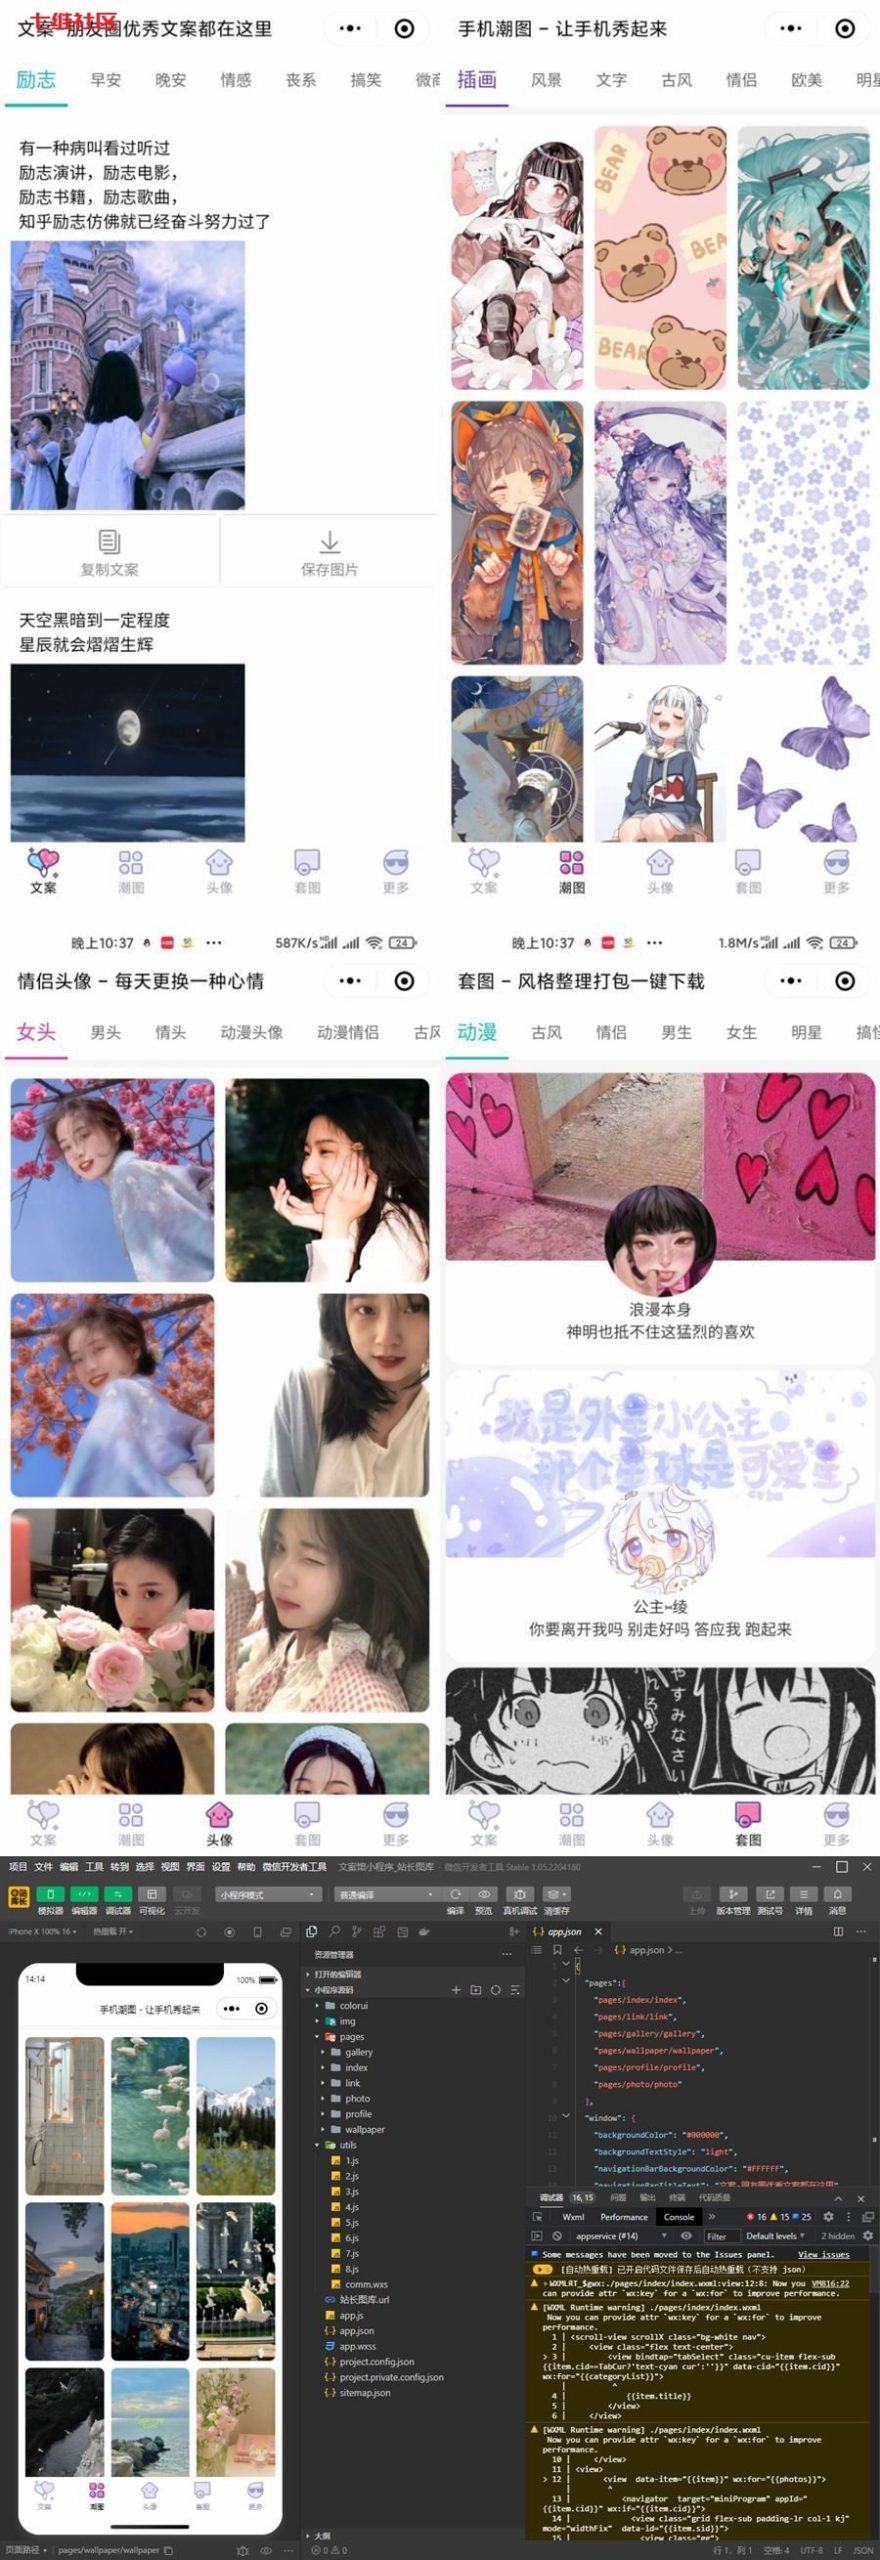 七维社区
文案 朋友圈优秀文案都在这里
励志 早安 晚安 情感 丧系 搞笑
有一种病叫看过听过
励志演讲，励志电影，
励志书籍，励志歌曲，
知乎励志仿佛就已经奋斗努力过了
复制文案 保存图片
天空黑暗到一定程度
星辰就会熠熠生辉
文案 潮图 头像 套图 更多
手机潮图 – 让手机秀起来
插画 风景 文字 古风 情侣 欧美
BEAR
BEA
BEAR
文案 潮图 头像 套图 更多
晚上10:37 587K/s 24
情侣头像 – 每天更换一种心情
女头 男头 情头 动漫头像 动漫情侣
文案 潮图 头像 套图 更多
晚上10:37 1.8M/s 24
套图 – 风格整理打包一键下载
动漫 古风 情侣 男生 女生 明星
浪漫本身
神明也抵不住这猛烈的喜欢
我是外星小公主
那个星球是可爱星
你要离开我吗 别走好吗 答应我 跑起来
やすみなさい
文案 潮图 头像 套图 更多
项目 文件 编辑 工具 转到 选择 视图 界面 设置 帮助 微信开发者工具 文案馆小程序_站长图库 - 微信开发者工具 Stable 1.05.2204180
小程序模式 普通编译
模拟器 编辑器 调试器 可视化 云开发 编译 预览 真机调试 清缓存 上传 版本管理 测试号 详情 消息
iPhone X 100% 16 热重载 开
14:14 100%
手机潮图 - 让手机秀起来
文案 潮图 头像 套图 更多
页面路径 pages/wallpaper/wallpaper
资源管理器
打开的编辑器
小程序源码
colorui
img
pages
gallery
index
link
photo
profile
wallpaper
utils
1.js
2.js
3.js
4.js
5.js
6.js
7.js
8.js
comm.wxs
站长图库.url
app.js
app.json
app.wxss
project.config.json
project.private.config.json
sitemap.json
大纲
0 0
app.json
app.json > ...
1 {
"pages":[
"pages/index/index",
"pages/link/link",
"pages/gallery/gallery",
"pages/wallpaper/wallpaper",
"pages/profile/profile",
"pages/photo/photo"
],
10 "window": {
"backgroundColor": "#000000",
"backgroundTextStyle": "light",
"navigationBarBackgroundColor": "#FFFFFF",
调试器 16, 15 问题 输出 终端 代码质量
Wxml Performance Console » 16 15 25
appservice (#14) Filter Default levels 2 hidden
Some messages have been moved to the Issues panel. View issues
[自动热重载] 已开启代码文件保存后自动热重载（不支持 json）
WXMLRT_$gwx:./pages/index/index.wxml:view:12:8: Now you VM816:22
can provide attr `wx:key` for a `wx:for` to improve performance.
[WXML Runtime warning] ./pages/index/index.wxml
Now you can provide attr `wx:key` for a `wx:for` to improve
performance.
1 | <scroll-view scrollX class="bg-white nav">
2 | <view class="flex text-center">
> 3 | <view bindtap="tabSelect" class="cu-item flex-sub
{{item.cid==TabCur?'text-cyan cur':''}}" data-cid="{{item.cid}}"
wx:for="{{categoryList}}">
| ^
4 | {{item.title}}
5 | </view>
6 | </view>
[WXML Runtime warning] ./pages/index/index.wxml
Now you can provide attr `wx:key` for a `wx:for` to improve
performance.
10 | </view>
11 | <view>
> 12 | <view data-item="{{item}}" wx:for="{{photos}}">
| ^
13 | <navigator target="miniProgram" appId=
"{{item.cid}}" wx:if="{{item.cid}}">
14 | <view class="grid flex-sub padding-lr col-1 kj"
mode="widthFix" data-id="{{item.sid}}">
行 1，列 1 空格: 4 UTF-8 LF JSON